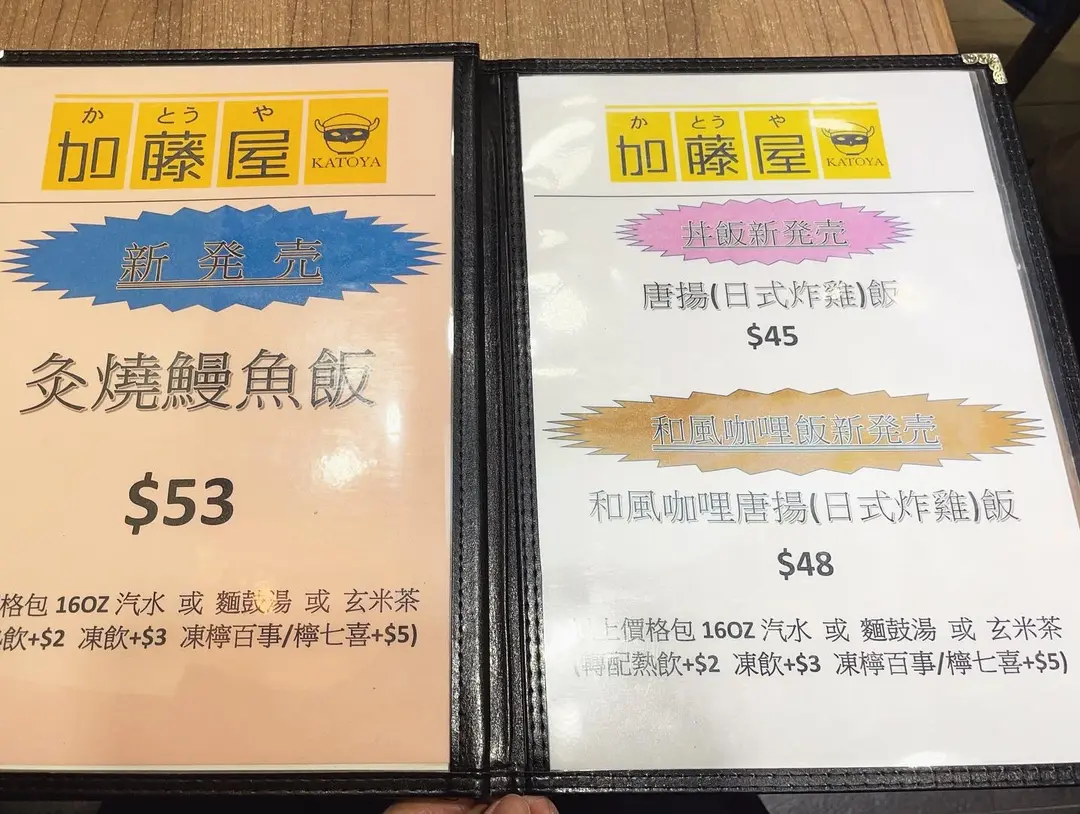 か とう や
加藤屋
KATOYA
新 発 売
灸燒鰻魚飯
$53
格包 16OZ 汽水 或 麵鼓湯 或 玄米茶
飲+$2 凍飲+$3 凍檸百事/檸七喜+$5)
か とう や
加藤屋
KATOYA
丼飯新発売
唐揚(日式炸雞)飯
$45
和風咖哩飯新発売
和風咖哩唐揚(日式炸雞)飯
$48
上價格包 16OZ 汽水 或 麵鼓湯 或 玄米茶
(轉配熱飲+$2 凍飲+$3 凍檸百事/檸七喜+$5)